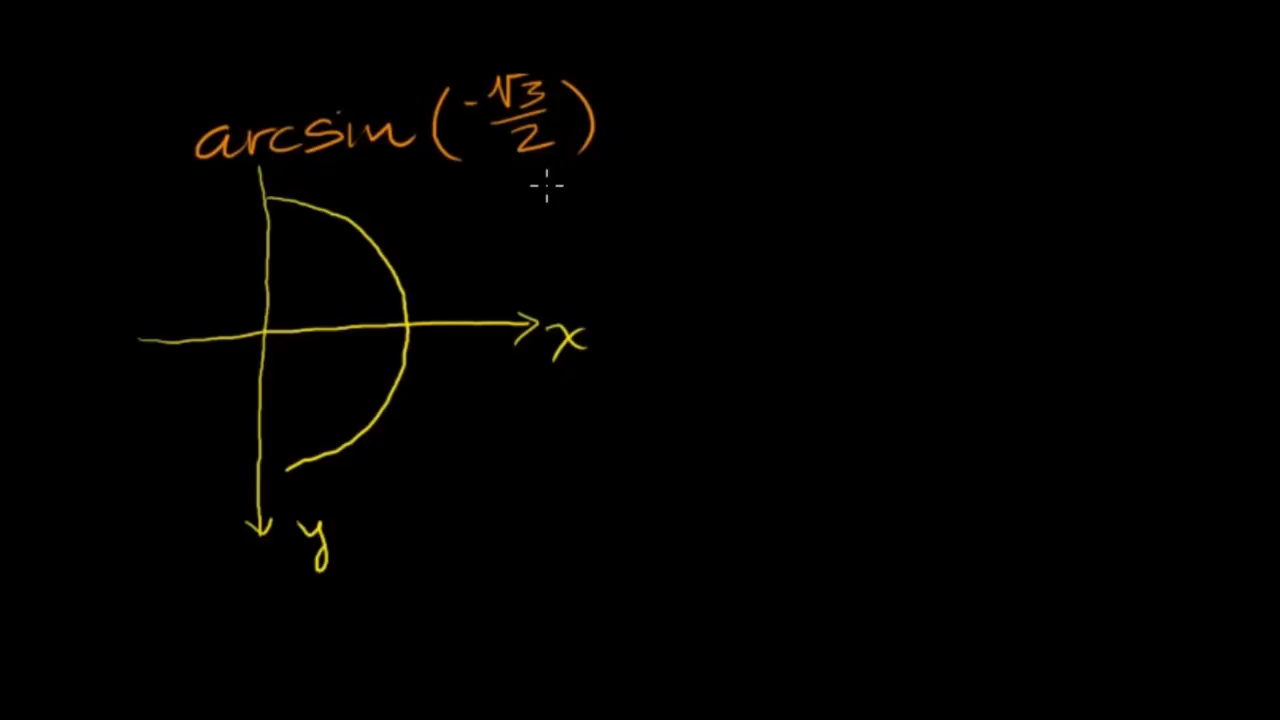 arcsin(-√3/2)
x
y